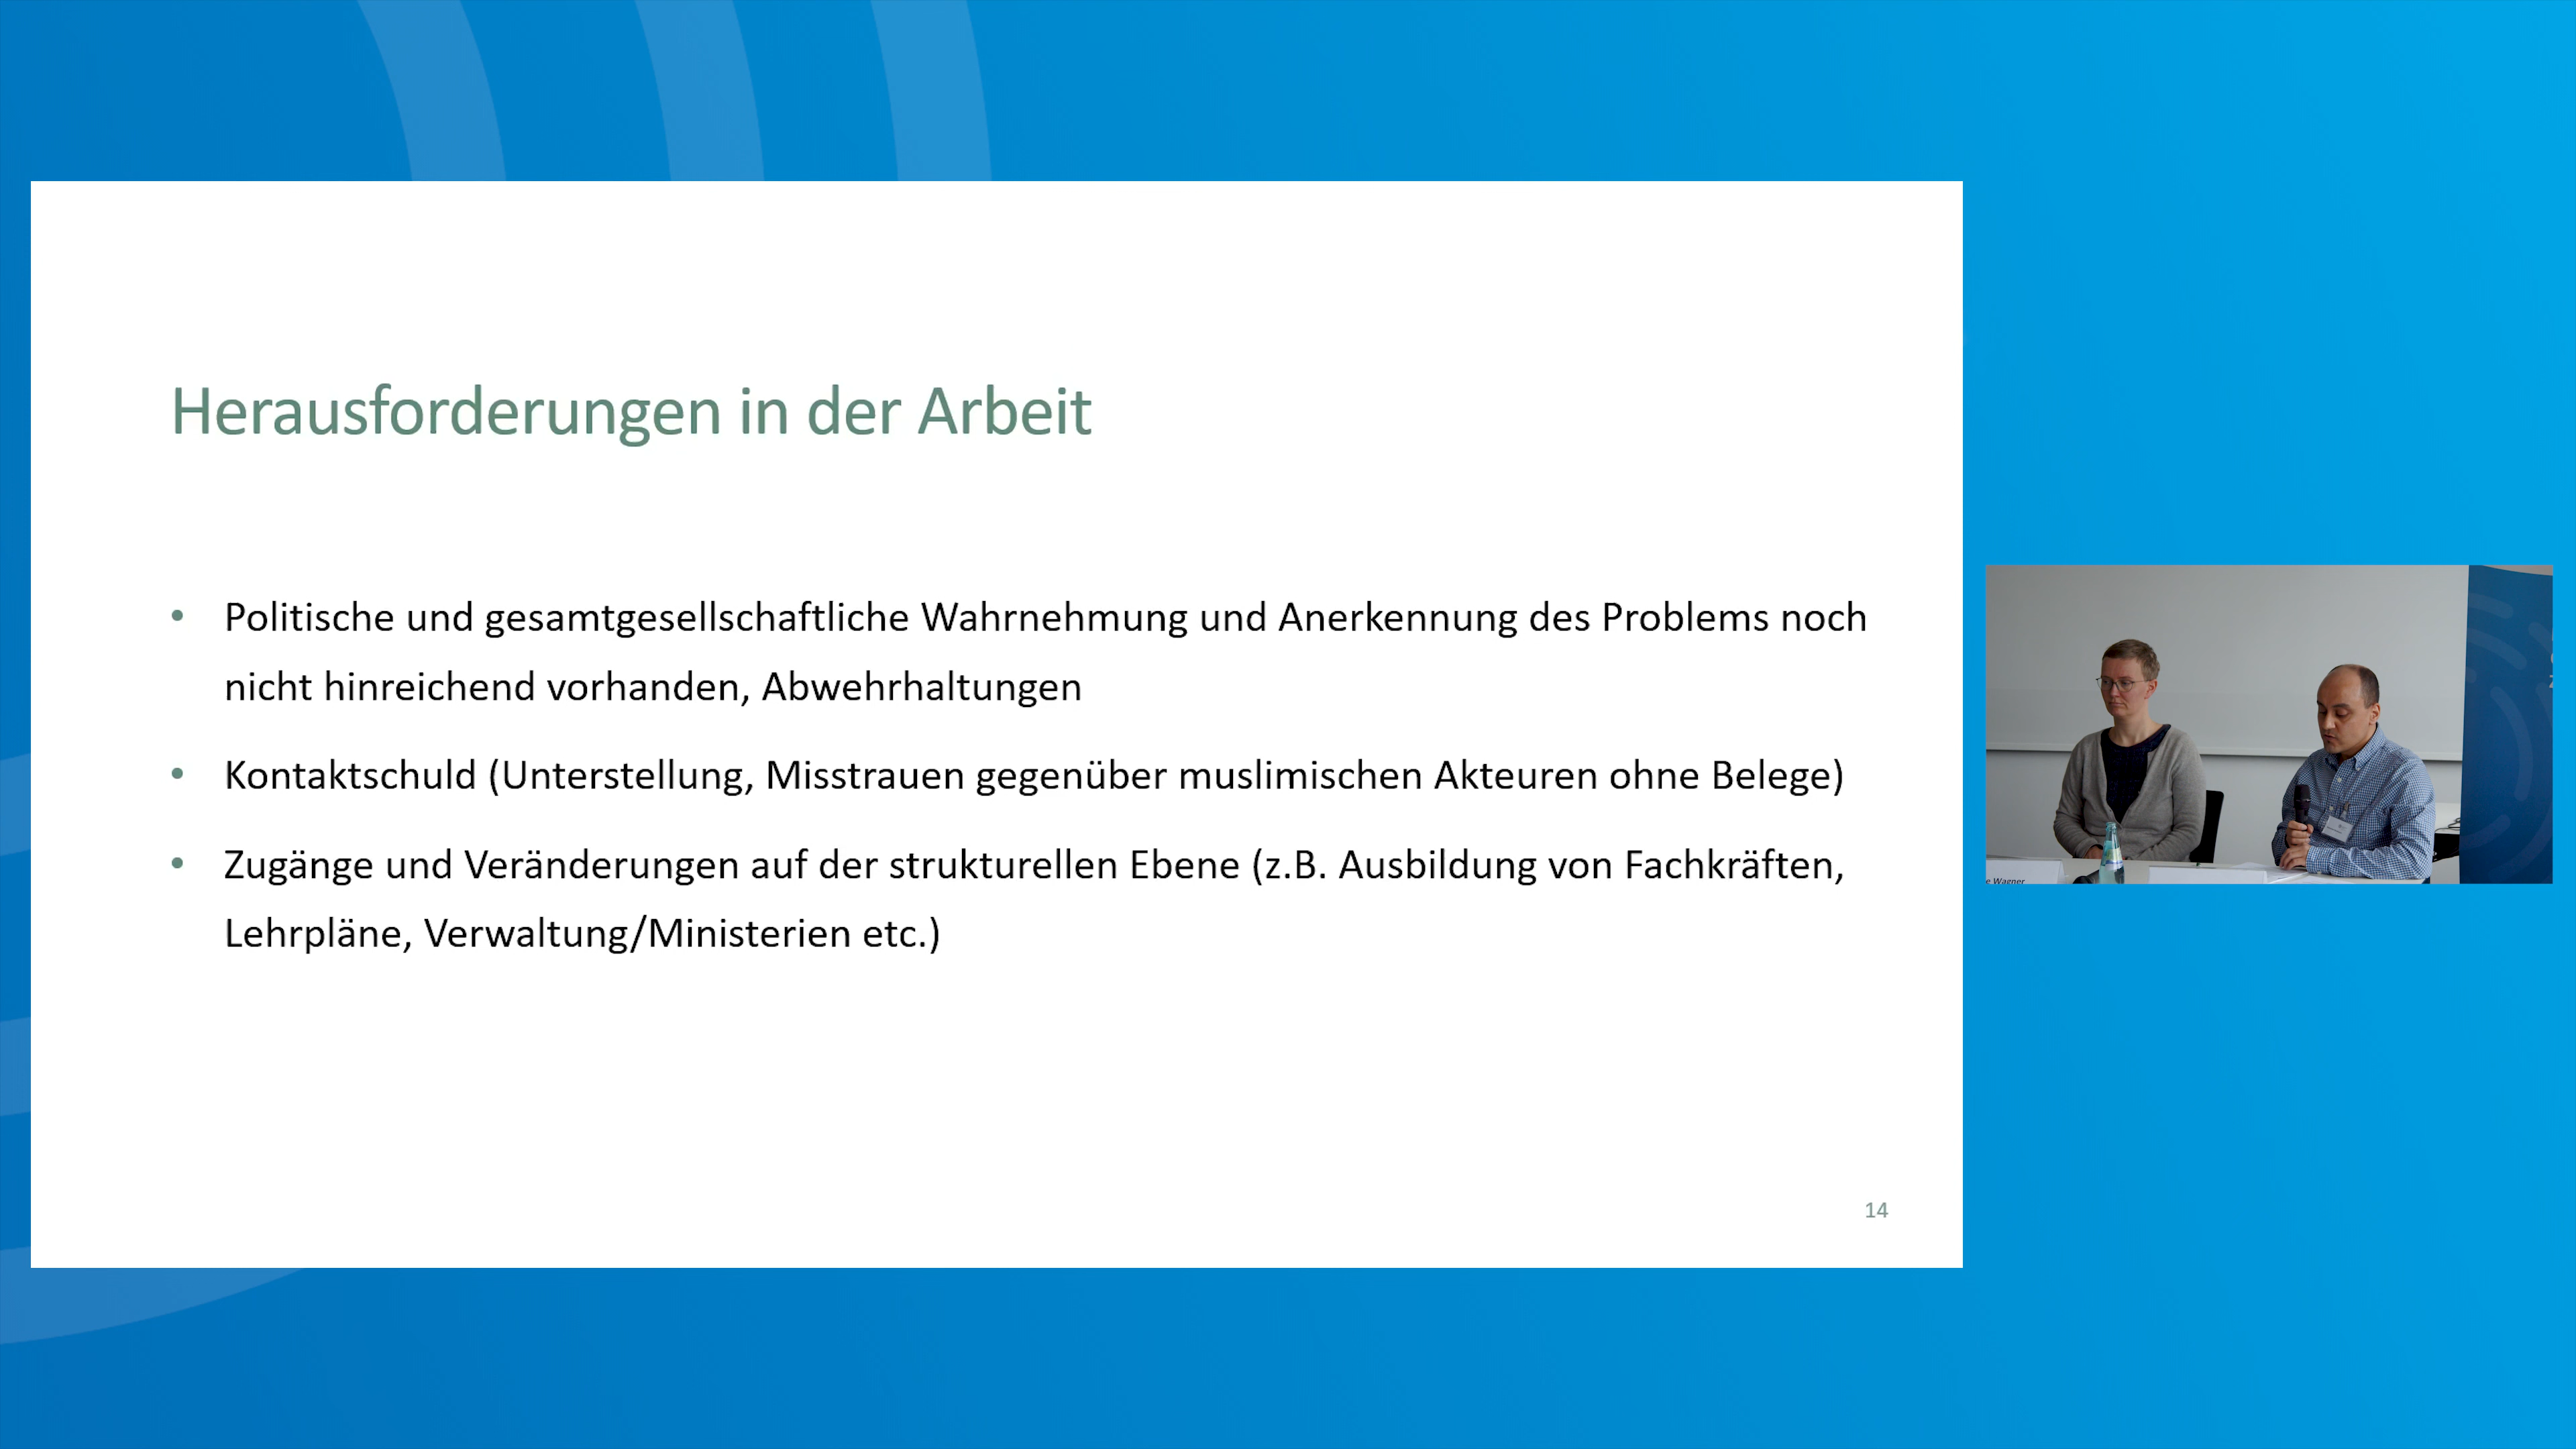 Herausforderungen in der Arbeit
• Politische und gesamtgesellschaftliche Wahrnehmung und Anerkennung des Problems noch
nicht hinreichend vorhanden, Abwehrhaltungen
• Kontaktschuld (Unterstellung, Misstrauen gegenüber muslimischen Akteuren ohne Belege)
• Zugänge und Veränderungen auf der strukturellen Ebene (z.B. Ausbildung von Fachkräften,
Lehrpläne, Verwaltung/Ministerien etc.)
14
e Wagner